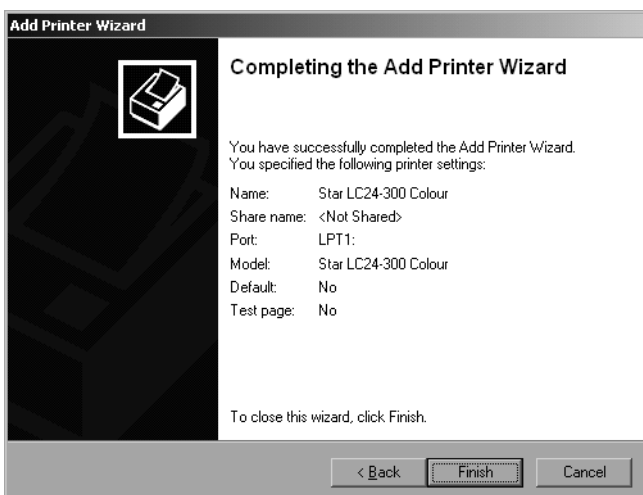 Add Printer Wizard
Completing the Add Printer Wizard
You have successfully completed the Add Printer Wizard.
You specified the following printer settings:
Name: Star LC24-300 Colour
Share name: <Not Shared>
Port: LPT1:
Model: Star LC24-300 Colour
Default: No
Test page: No
To close this wizard, click Finish.
< Back Finish Cancel